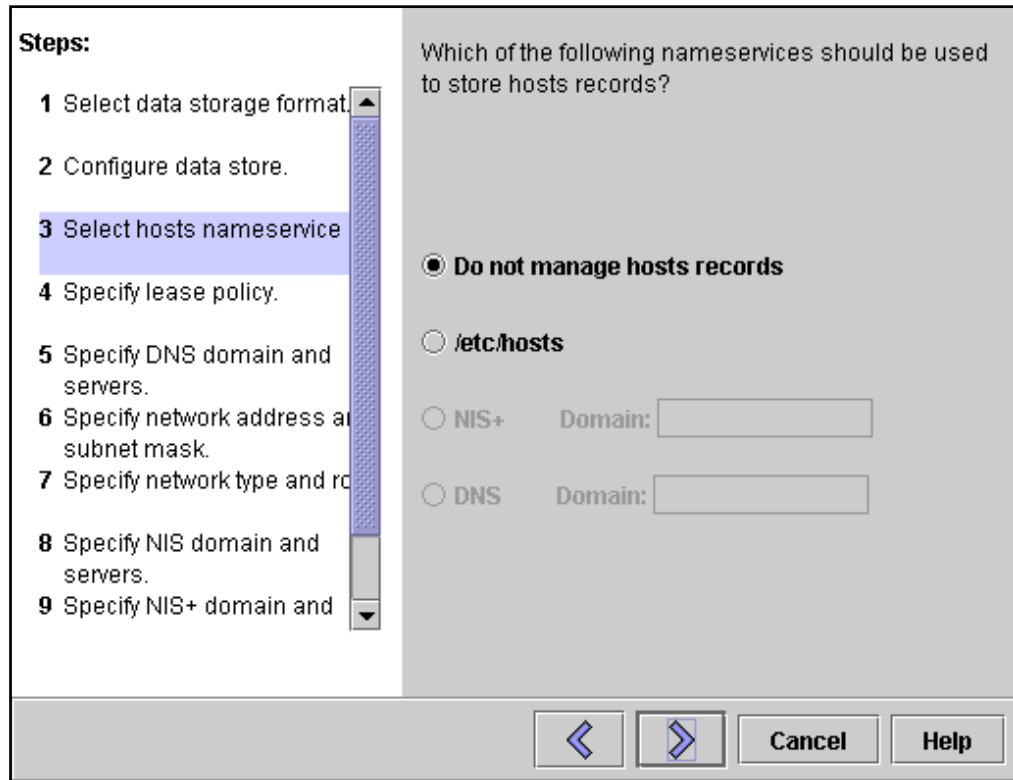 Steps:
1 Select data storage format.
2 Configure data store.
3 Select hosts nameservice
4 Specify lease policy.
5 Specify DNS domain and
servers.
6 Specify network address
subnet mask.
7 Specify network type and
8 Specify NIS domain and
servers.
9 Specify NIS+ domain and
Which of the following nameservices should be used
to store hosts records?
Do not manage hosts records
/etc/hosts
NIS+ Domain:
DNS Domain:
Cancel Help